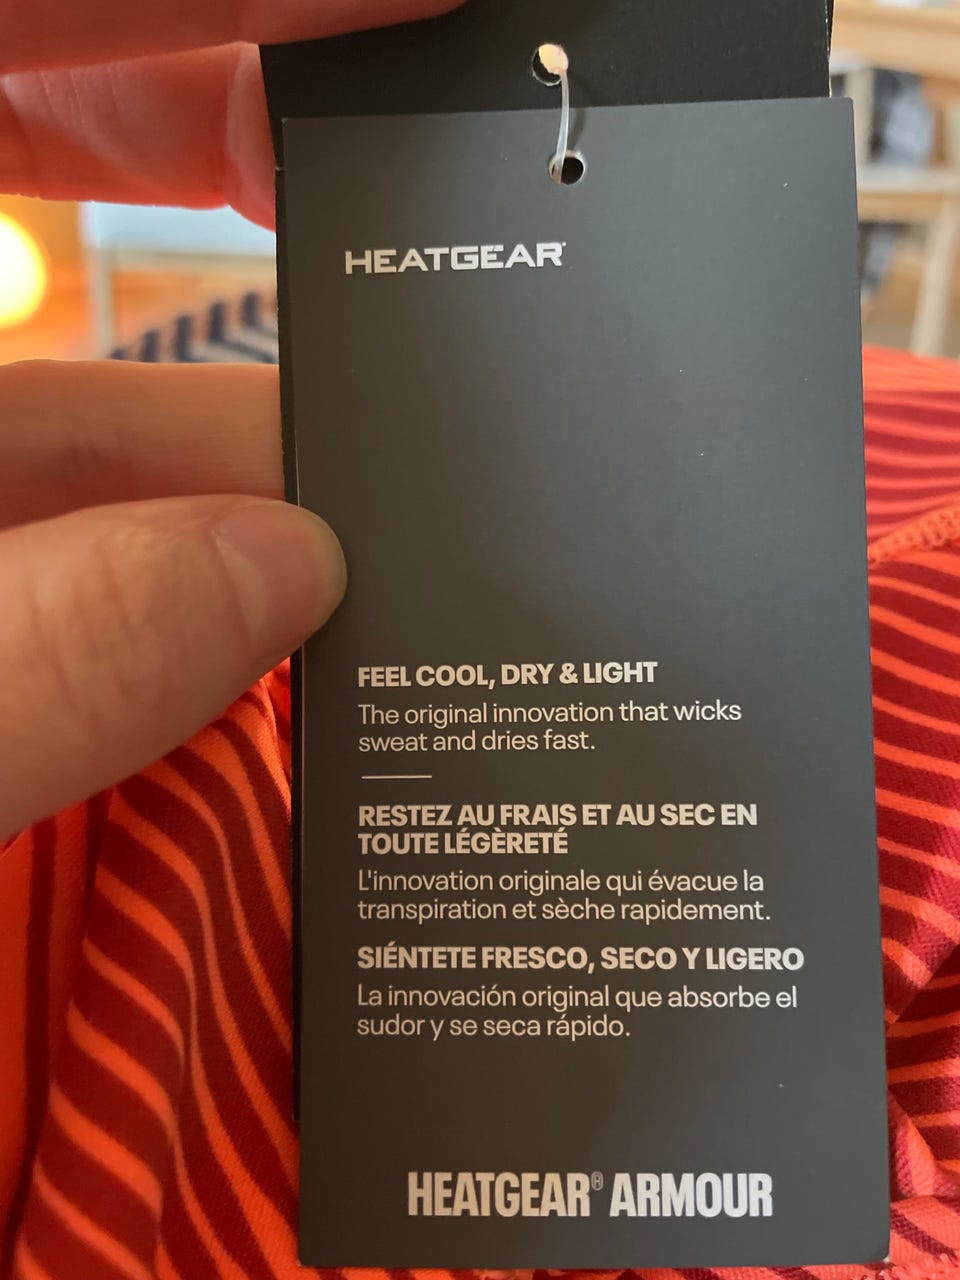 HEATGEAR
FEEL COOL, DRY & LIGHT
The original innovation that wicks
sweat and dries fast.
RESTEZ AU FRAIS ET AU SEC EN
TOUTE LÉGÈRETÉ
L'innovation originale qui évacue la
transpiration et sèche rapidement.
SIÉNTETE FRESCO, SECO Y LIGERO
La innovación original que absorbe el
sudor y se seca rápido.
HEATGEAR® ARMOUR